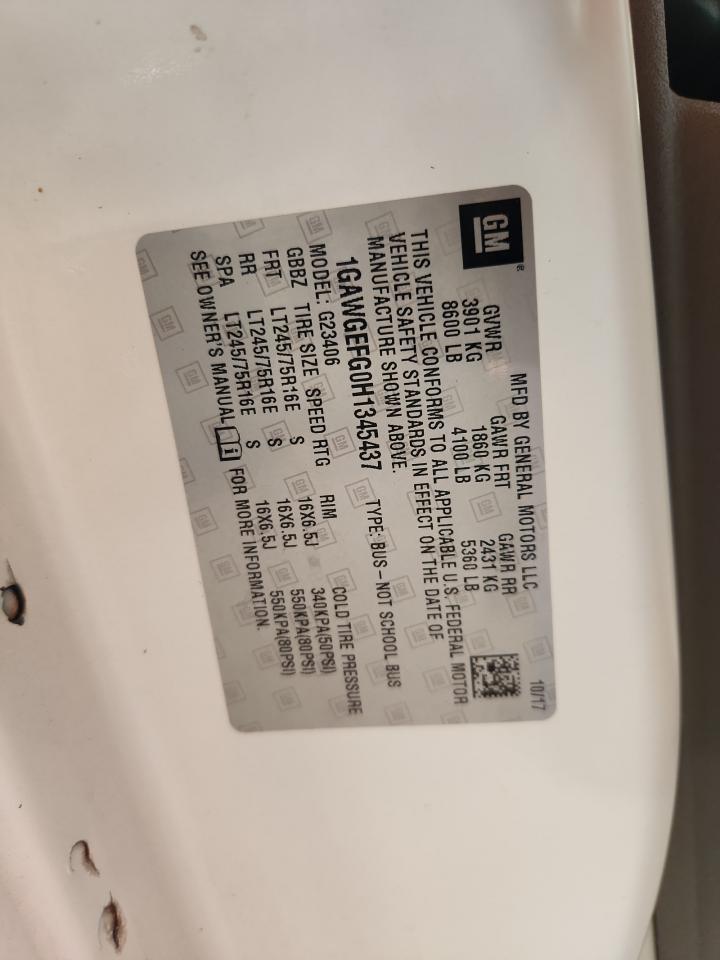 GM
MFD BY GENERAL MOTORS LLC 10/17
GVWR GAWR FRT GAWR RR
3901 KG 1860 KG 2431 KG
8600 LB 4100 LB 5360 LB
THIS VEHICLE CONFORMS TO ALL APPLICABLE U.S. FEDERAL MOTOR
VEHICLE SAFETY STANDARDS IN EFFECT ON THE DATE OF
MANUFACTURE SHOWN ABOVE.
1GAWGEFG0H1345437 TYPE: BUS–NOT SCHOOL BUS
MODEL: G23406
GBBZ TIRE SIZE SPEED RTG RIM COLD TIRE PRESSURE
FRT LT245/75R16E S 16X6.5J 340KPA(50PSI)
RR LT245/75R16E S 16X6.5J 550KPA(80PSI)
SPA LT245/75R16E S 16X6.5J 550KPA(80PSI)
SEE OWNER'S MANUAL FOR MORE INFORMATION.